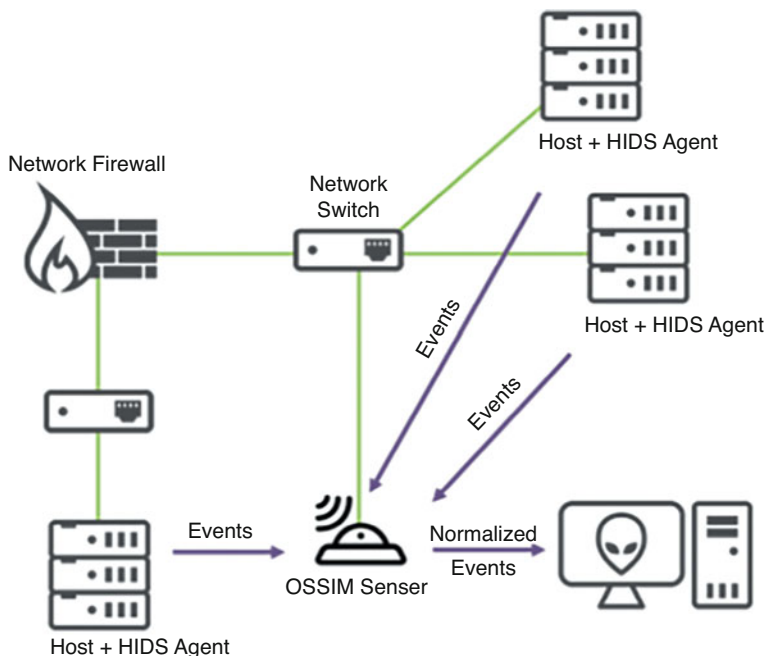 Host + HIDS Agent
Network Firewall
Network
Switch
Host + HIDS Agent
Events
Events
Events
Normalized
Events
OSSIM Senser
Host + HIDS Agent